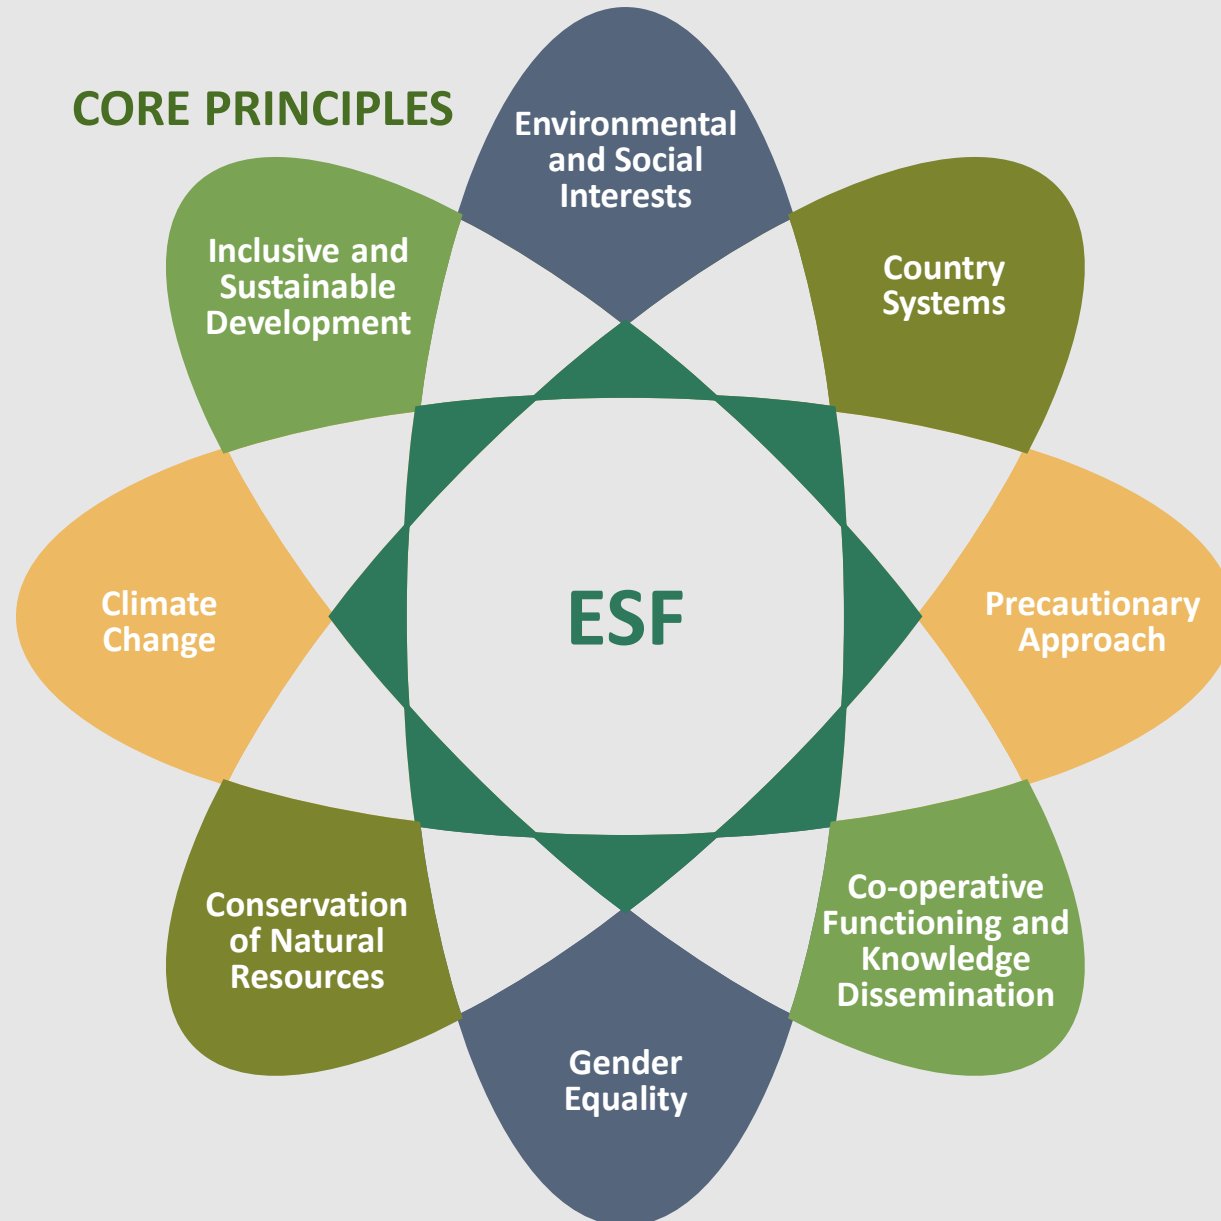 CORE PRINCIPLES
Environmental
and Social
Interests
Country
Systems
Precautionary
Approach
Co-operative
Functioning and
Knowledge
Dissemination
Gender
Equality
Conservation
of Natural
Resources
Climate
Change
Inclusive and
Sustainable
Development
ESF